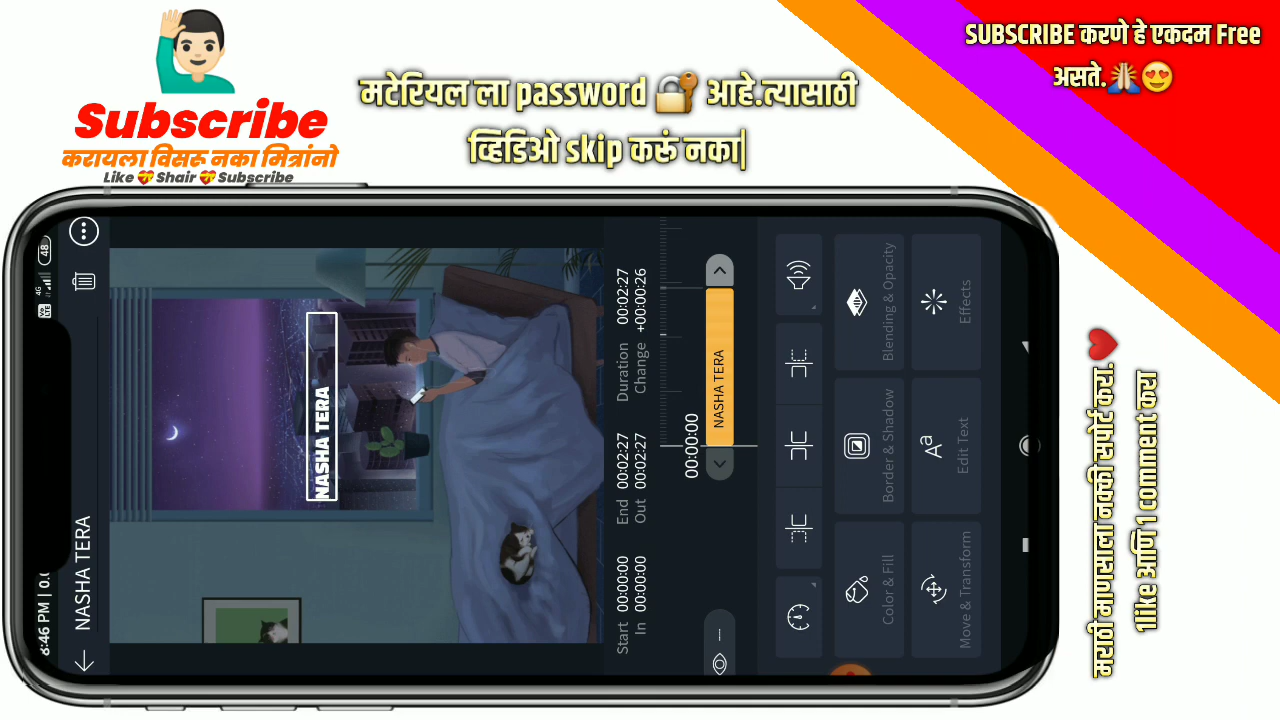 Subscribe
करायला विसरू नका मित्रांनो
Like 💝 Shair 💝 Subscribe
मटेरियल ला password 🔐 आहे.त्यासाठी
व्हिडिओ skip करूं नका|
SUBSCRIBE करणे हे एकदम Free
असते.🙏😍
मराठी माणसाला नक्की सपोर्ट करा.❤️
1like आणि 1 comment करा
6:46 PM | 0.
4G
48
NASHA TERA
NASHA TERA
Start 00:00:00 End 00:02:27 Duration 00:02:27
In 00:00:00 Out 00:02:27 Change +00:00:26
00:00:00
NASHA TERA
Color & Fill
Border & Shadow
Blending & Opacity
Move & Transform
Aa
Edit Text
Effects